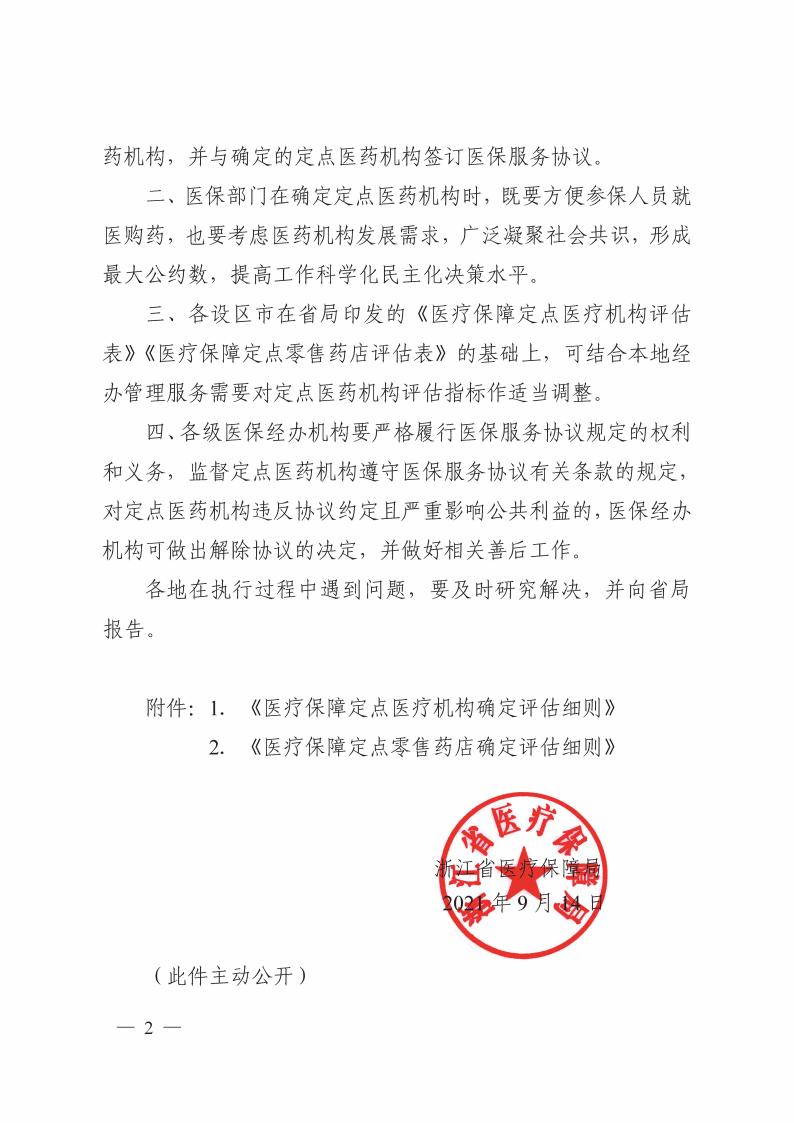 药机构，并与确定的定点医药机构签订医保服务协议。
二、医保部门在确定定点医药机构时，既要方便参保人员就
医购药，也要考虑医药机构发展需求，广泛凝聚社会共识，形成
最大公约数，提高工作科学化民主化决策水平。
三、各设区市在省局印发的《医疗保障定点医疗机构评估
表》《医疗保障定点零售药店评估表》的基础上，可结合本地经
办管理服务需要对定点医药机构评估指标作适当调整。
四、各级医保经办机构要严格履行医保服务协议规定的权利
和义务，监督定点医药机构遵守医保服务协议有关条款的规定，
对定点医药机构违反协议约定且严重影响公共利益的，医保经办
机构可做出解除协议的决定，并做好相关善后工作。
各地在执行过程中遇到问题，要及时研究解决，并向省局
报告。
附件：1. 《医疗保障定点医疗机构确定评估细则》
2. 《医疗保障定点零售药店确定评估细则》
浙江省医疗保障局
浙江省医疗保障局
2021 年 9 月 14 日
（此件主动公开）
— 2 —